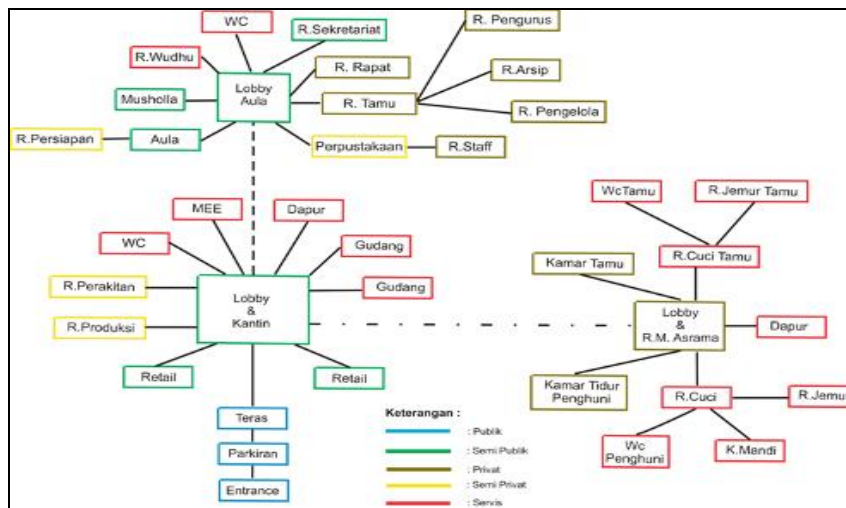 WC
R.Sekretariat
R. Pengurus
R.Wudhu
Lobby
Aula
R. Rapat
R.Arsip
Musholla
R. Tamu
R. Pengelola
R.Persiapan
Aula
Perpustakaan
R.Staff
MEE
Dapur
WC
Gudang
R.Perakitan
Lobby
&
Kantin
Gudang
R.Produksi
Retail
Retail
Teras
Parkiran
Entrance
WcTamu
R.Jemur Tamu
Kamar Tamu
R.Cuci Tamu
Lobby
&
R.M. Asrama
Dapur
Kamar Tidur
Penghuni
R.Cuci
R.Jemur
Wc
Penghuni
K.Mandi
Keterangan :
: Publik
: Semi Publik
: Privat
: Semi Privat
: Servis